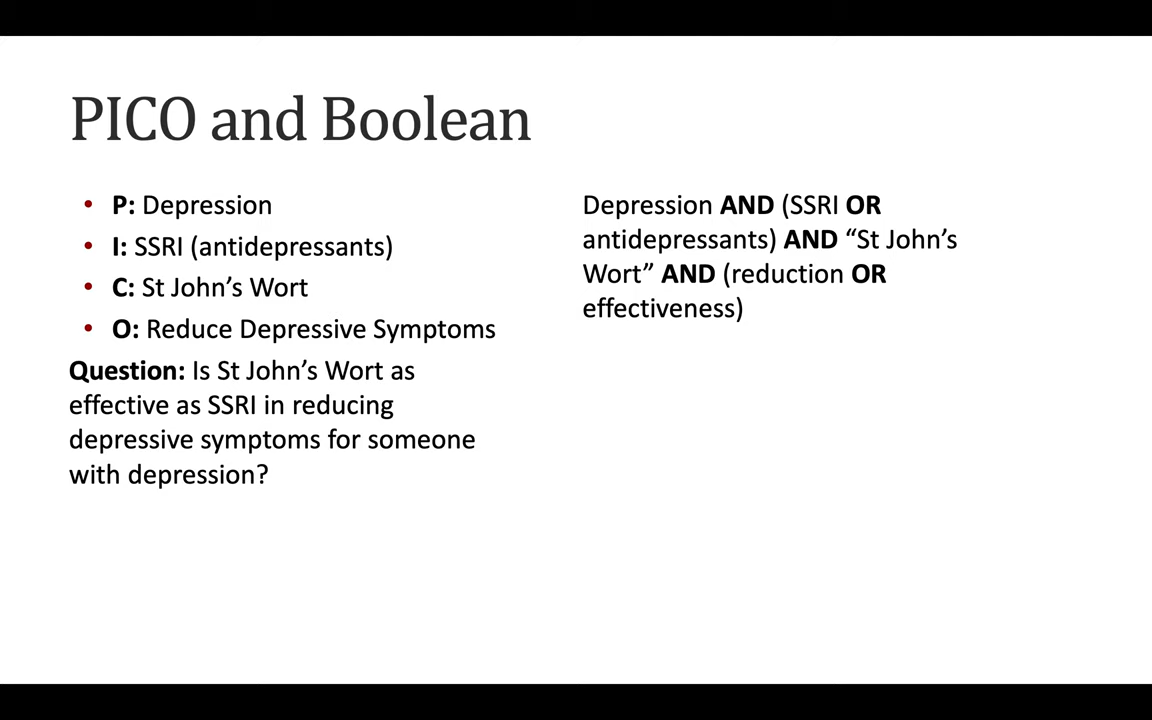 PICO and Boolean
• P: Depression
• I: SSRI (antidepressants)
• C: St John’s Wort
• O: Reduce Depressive Symptoms
Question: Is St John’s Wort as
effective as SSRI in reducing
depressive symptoms for someone
with depression?
Depression AND (SSRI OR
antidepressants) AND “St John’s
Wort” AND (reduction OR
effectiveness)